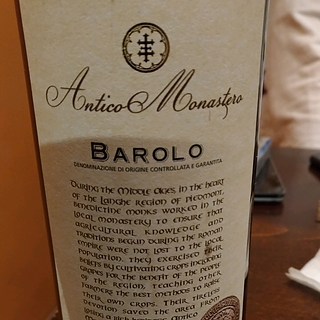 Antico Monastero
BAROLO
DENOMINAZIONE DI ORIGINE CONTROLLATA E GARANTITA
During the Middle Ages, in the heart
of the Langhe region of Piedmont,
Benedictine monks worked in the
local monastery to ensure that
agricultural knowledge and
traditions begun during the Roman
Empire were not lost to the local
population. They exercised their
beliefs by cultivating crops including
grapes for the benefit of the people
of the region, teaching other
farmers the best methods to raise
their own crops. Their tireless
devotion saved the area from
losing a rich heritage. Antico